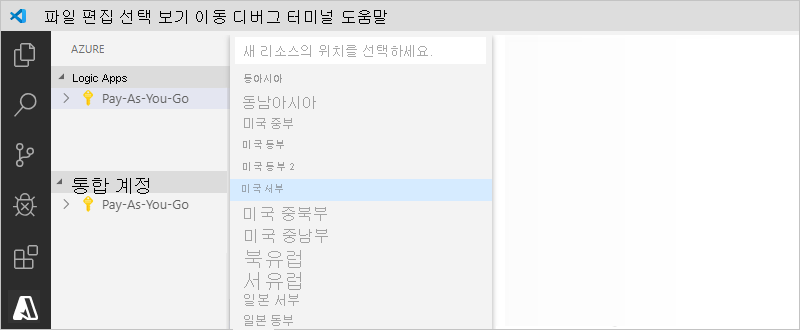 파일 편집 선택 보기 이동 디버그 터미널 도움말
AZURE
Logic Apps
Pay-As-You-Go
통합 계정
Pay-As-You-Go
새 리소스의 위치를 선택하세요.
동아시아
동남아시아
미국 중부
미국 동부
미국 동부 2
미국 서부
미국 중북부
미국 중남부
북유럽
서유럽
일본 서부
일본 동부